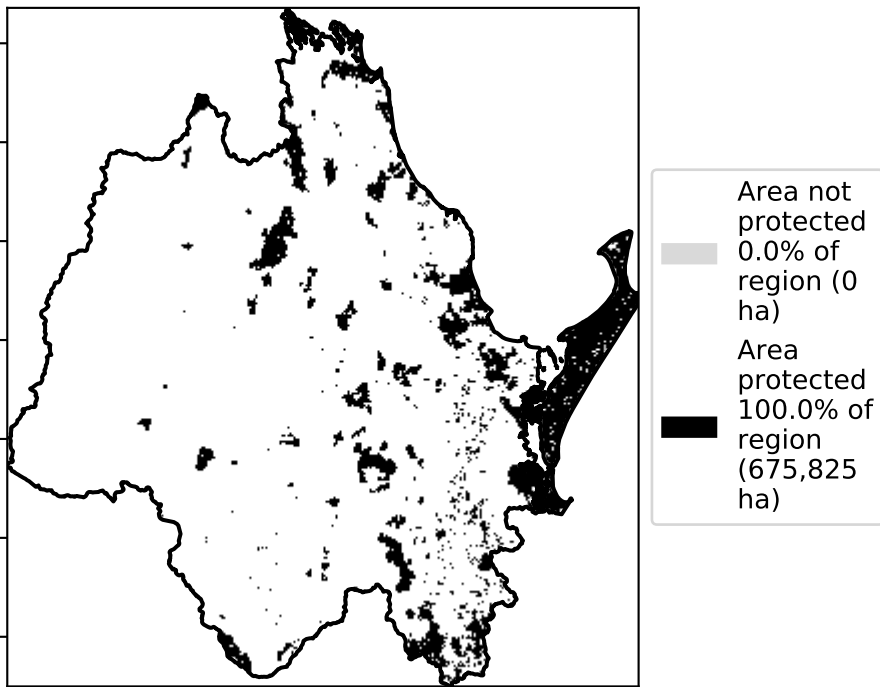 Area not
protected
0.0% of
region (0
ha)
Area
protected
100.0% of
region
(675,825
ha)